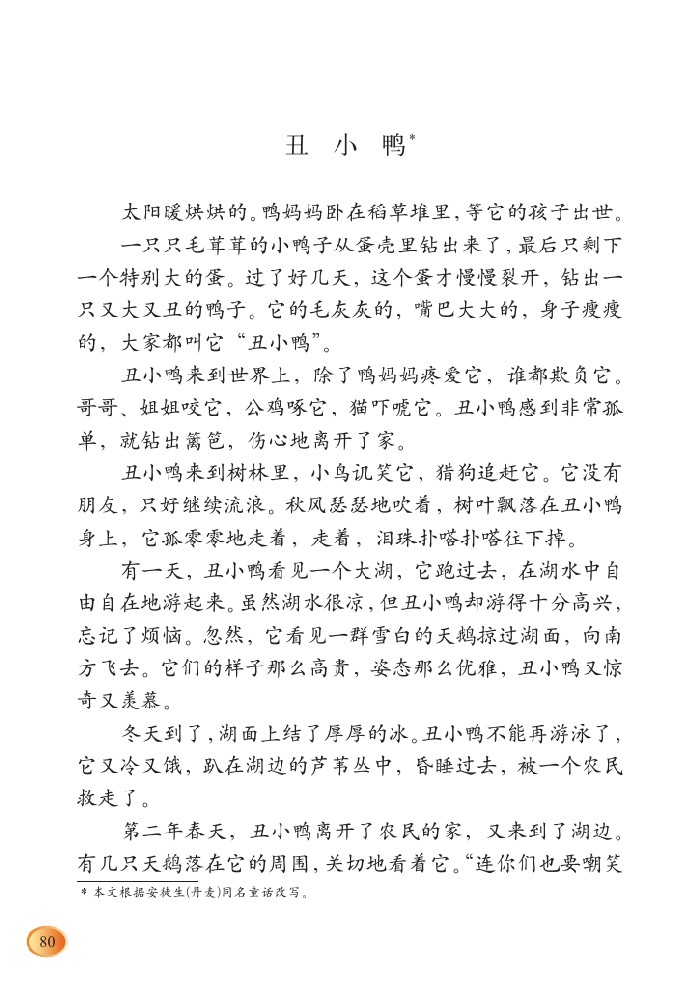 丑小鸭*
太阳暖烘烘的。鸭妈妈卧在稻草堆里，等它的孩子出世。
一只只毛茸茸的小鸭子从蛋壳里钻出来了，最后只剩下
一个特别大的蛋。过了好几天，这个蛋才慢慢裂开，钻出一
只又大又丑的鸭子。它的毛灰灰的，嘴巴大大的，身子瘦瘦
的，大家都叫它“丑小鸭”。
丑小鸭来到世界上，除了鸭妈妈疼爱它，谁都欺负它。
哥哥、姐姐咬它，公鸡啄它，猫吓唬它。丑小鸭感到非常孤
单，就钻出篱笆，伤心地离开了家。
丑小鸭来到树林里，小鸟讥笑它，猎狗追赶它。它没有
朋友，只好继续流浪。秋风瑟瑟地吹着，树叶飘落在丑小鸭
身上，它孤零零地走着，走着，泪珠扑嗒扑嗒往下掉。
有一天，丑小鸭看见一个大湖，它跑过去，在湖水中自
由自在地游起来。虽然湖水很凉，但丑小鸭却游得十分高兴，
忘记了烦恼。忽然，它看见一群雪白的天鹅掠过湖面，向南
方飞去。它们的样子那么高贵，姿态那么优雅，丑小鸭又惊
奇又羡慕。
冬天到了，湖面上结了厚厚的冰。丑小鸭不能再游泳了，
它又冷又饿，趴在湖边的芦苇丛中，昏睡过去，被一个农民
救走了。
第二年春天，丑小鸭离开了农民的家，又来到了湖边。
有几只天鹅落在它的周围，关切地看着它。“连你们也要嘲笑
* 本文根据安徒生(丹麦)同名童话改写。
80